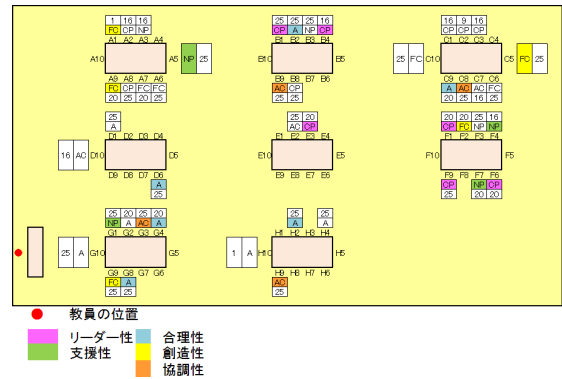 1 16 16 25 25 25 16 16 9 16
FC CP NP CP A NP CP CP CP CP
A1 A2 A3 A4 B1 B2 B3 B4 C1 C2 C3 C4
A10 A5 NP 25 B10 B5 25 FC C10 C5 FC 25
A9 A8 A7 A6 B9 B8 B7 B6 C9 C8 C7 C6
FC CP FC FC AC CP A AC AC FC
20 25 20 25 25 25 20 25 16 25
25 25 20 20 20 25 16
A AC CP CP FC NP NP
D1 D2 D3 D4 E1 E2 E3 E4 F1 F2 F3 F4
16 AC D10 D5 E10 E5 F10 F5
D9 D8 D7 D6 E9 E8 E7 E6 F9 F8 F7 F6
A CP NP CP
25 25 20 20
25 20 25 20 25 25
NP A AC A A A
G1 G2 G3 G4 H1 H2 H3 H4
25 A G10 G5 1 A H10 H5
G9 G8 G7 G6 H9 H8 H7 H6
FC A AC
25 25 25
教員の位置
リーダー性 合理性
支援性 創造性
協調性